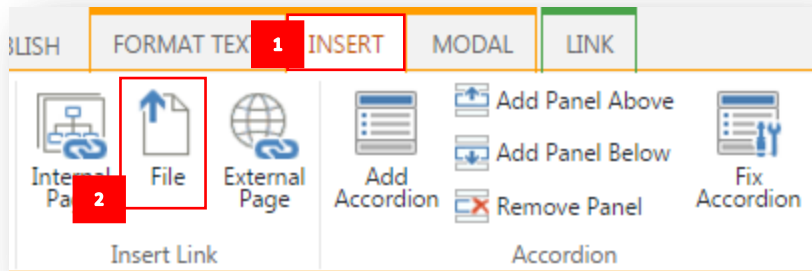 BLISH FORMAT TEX 1 INSERT MODAL LINK
Add Panel Above
Add Panel Below
Remove Panel
Internal
Pa
2
File
External
Page
Add
Accordion
Fix
Accordion
Insert Link
Accordion